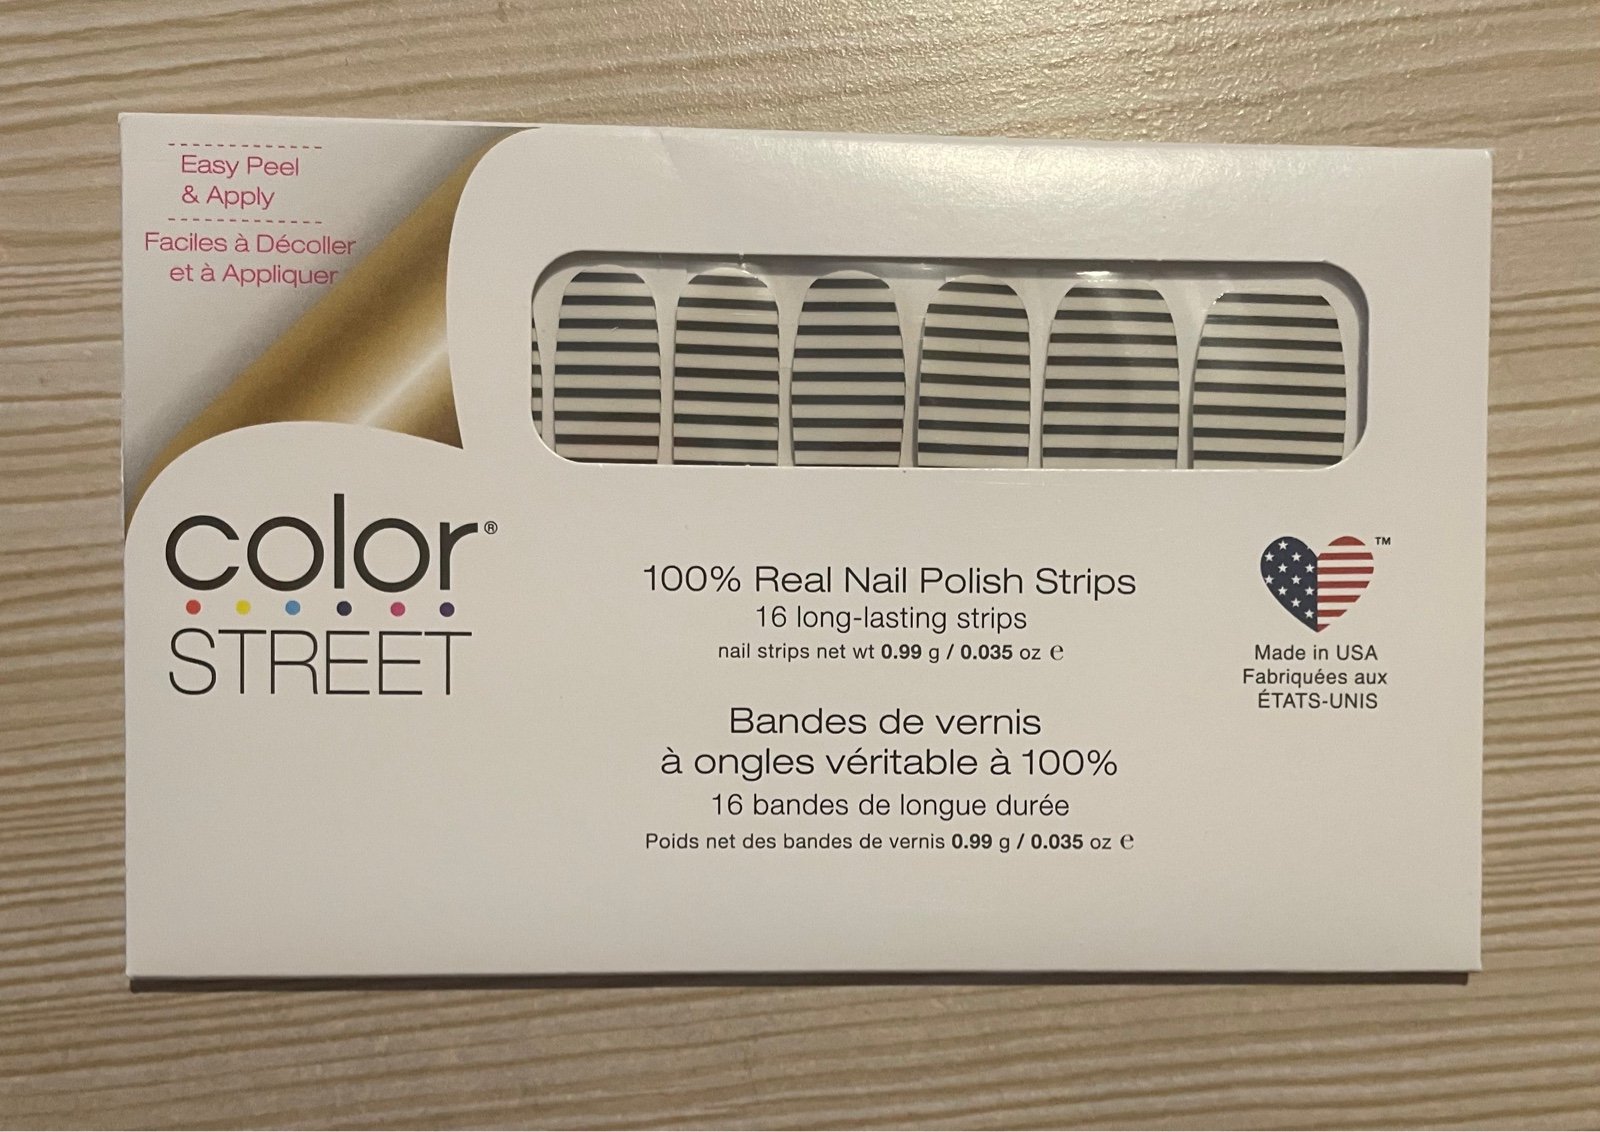 Easy Peel
& Apply
Faciles à Décoller
et à Appliquer
color®
STREET
100% Real Nail Polish Strips
16 long-lasting strips
nail strips net wt 0.99 g / 0.035 oz ℮
Bandes de vernis
à ongles véritable à 100%
16 bandes de longue durée
Poids net des bandes de vernis 0.99 g / 0.035 oz ℮
TM
Made in USA
Fabriquées aux
ÉTATS-UNIS